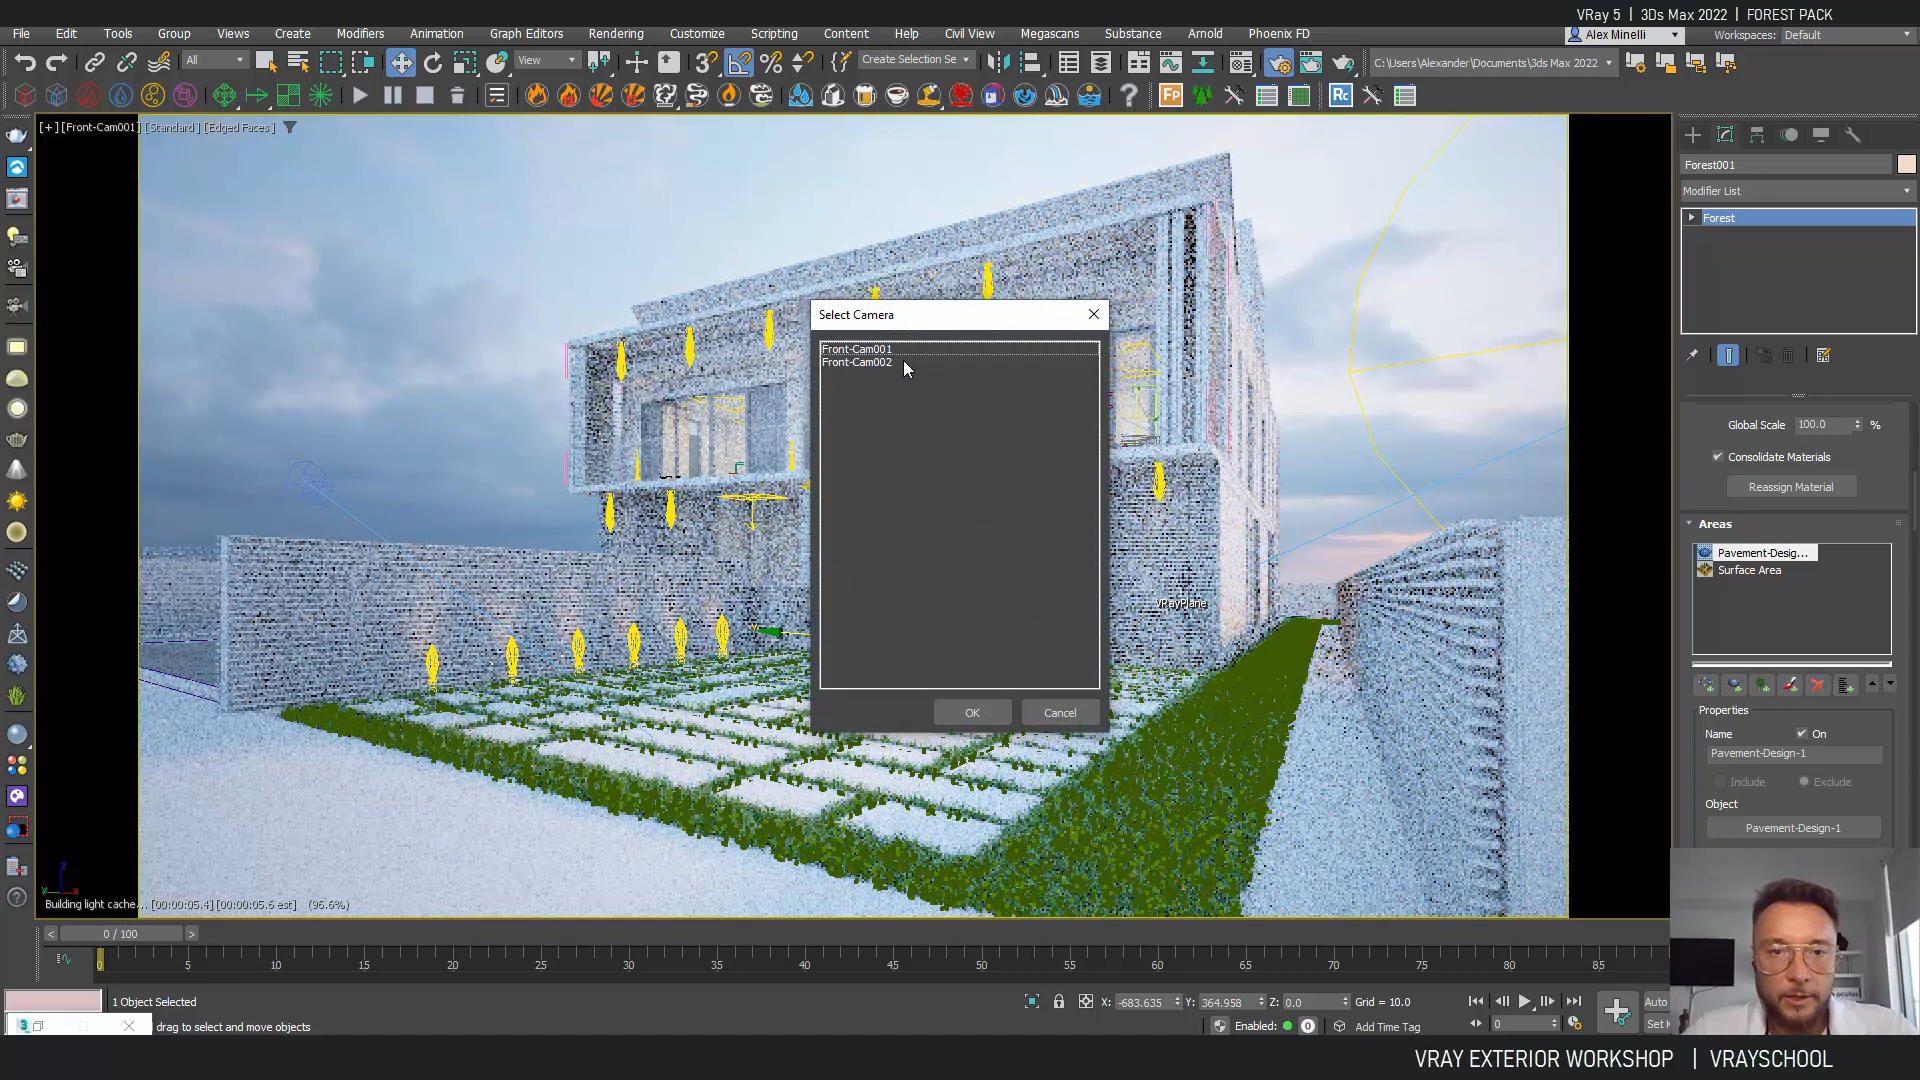 VRay 5 | 3Ds Max 2022 | FOREST PACK
File Edit Tools Group Views Create Modifiers Animation Graph Editors Rendering Customize Scripting Content Help Civil View Megascans Substance Arnold Phoenix FD
Alex Minelli
Workspaces: Default
All
View
Create Selection Se
C:\Users\Alexander\Documents\3ds Max 2022
Fp
Rc
[+] [Front-Cam001] [Standard] [Edged Faces]
Forest001
Modifier List
Forest
Select Camera
Front-Cam001
Front-Cam002
OK
Cancel
VRayPlane
Global Scale 100.0 %
Consolidate Materials
Reassign Material
Areas
Pavement-Desig...
Surface Area
Properties
Name On
Pavement-Design-1
Include Exclude
Object
Pavement-Design-1
z
y x
Building light cache... [00:00:05.4] [00:00:05.6 est] (96.6%)
< 0 / 100 >
0 5 10 15 20 25 30 35 40 45 50 55 60 65 70 75 80 85
1 Object Selected
X: -683.635 Y: 364.958 Z: 0.0 Grid = 10.0
Auto
3
drag to select and move objects
Enabled: 0 Add Time Tag
0
Set K
VRAY EXTERIOR WORKSHOP | VRAYSCHOOL